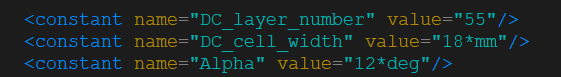 <constant name="DC_layer_number" value="55"/>
<constant name="DC_cell_width" value="18*mm"/>
<constant name="Alpha" value="12*deg"/>